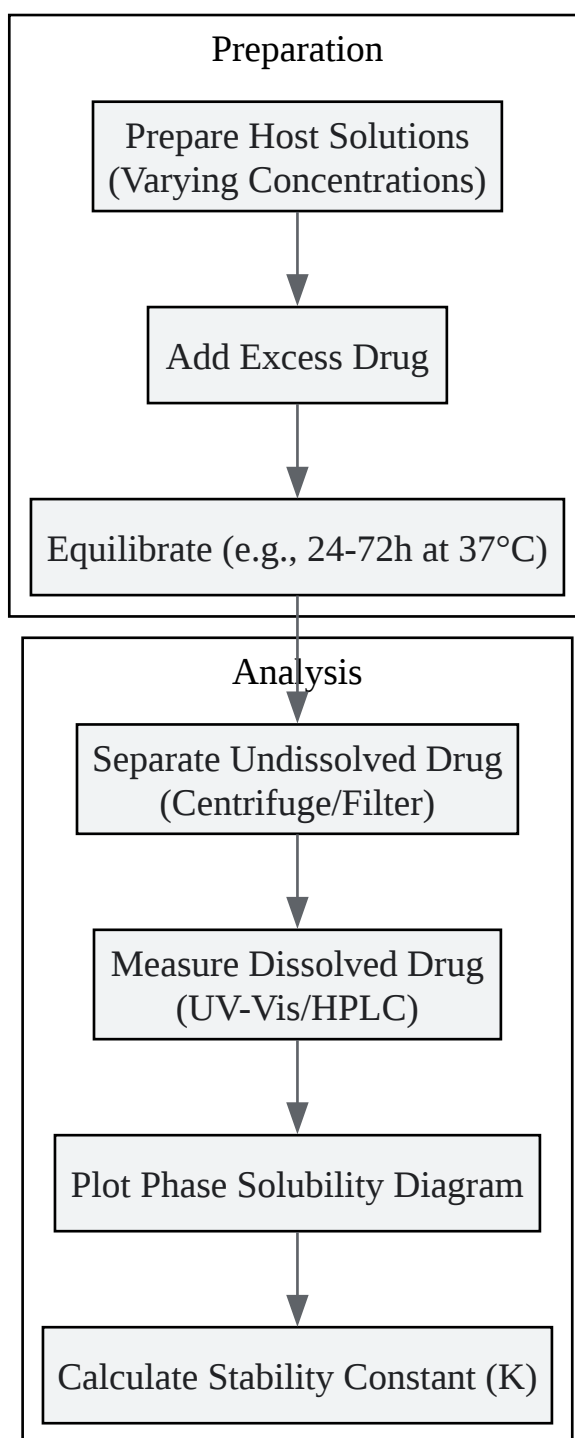 Preparation
Prepare Host Solutions
(Varying Concentrations)
Add Excess Drug
Equilibrate (e.g., 24-72h at 37°C)
Analysis
Separate Undissolved Drug
(Centrifuge/Filter)
Measure Dissolved Drug
(UV-Vis/HPLC)
Plot Phase Solubility Diagram
Calculate Stability Constant (K)